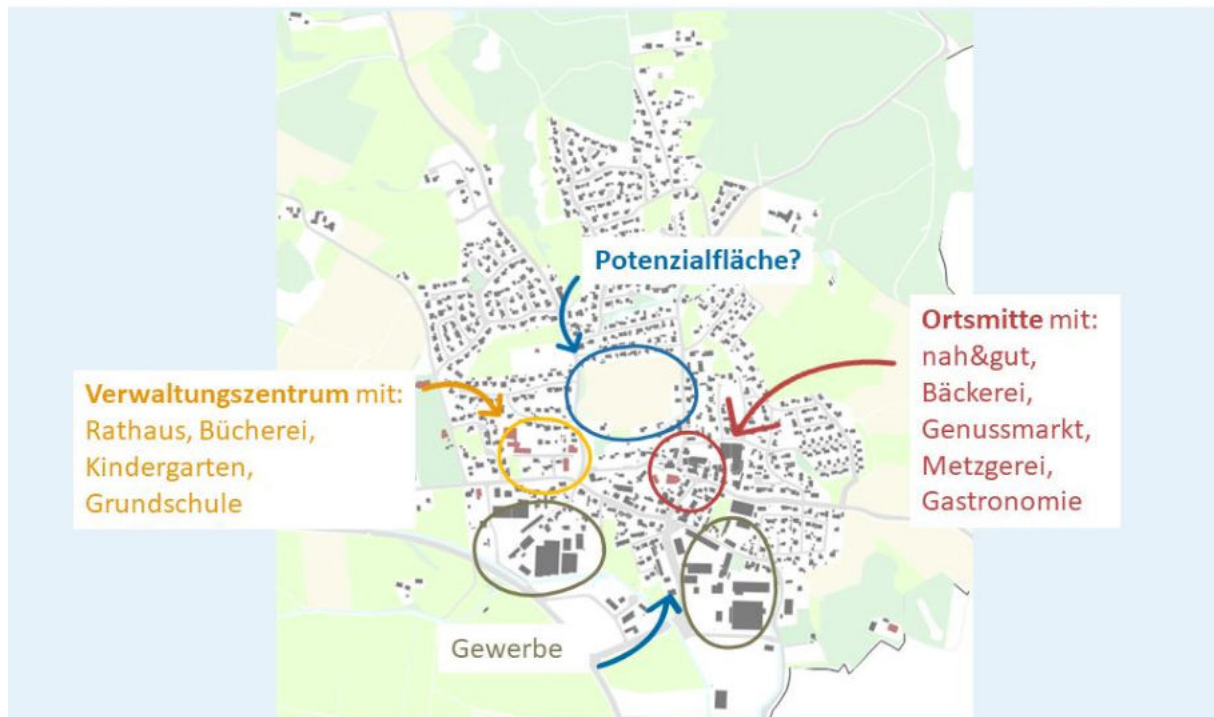 Potenzialfläche?
Ortsmitte mit:
nah&gut,
Bäckerei,
Genussmarkt,
Metzgerei,
Gastronomie
Verwaltungszentrum mit:
Rathaus, Bücherei,
Kindergarten,
Grundschule
Gewerbe